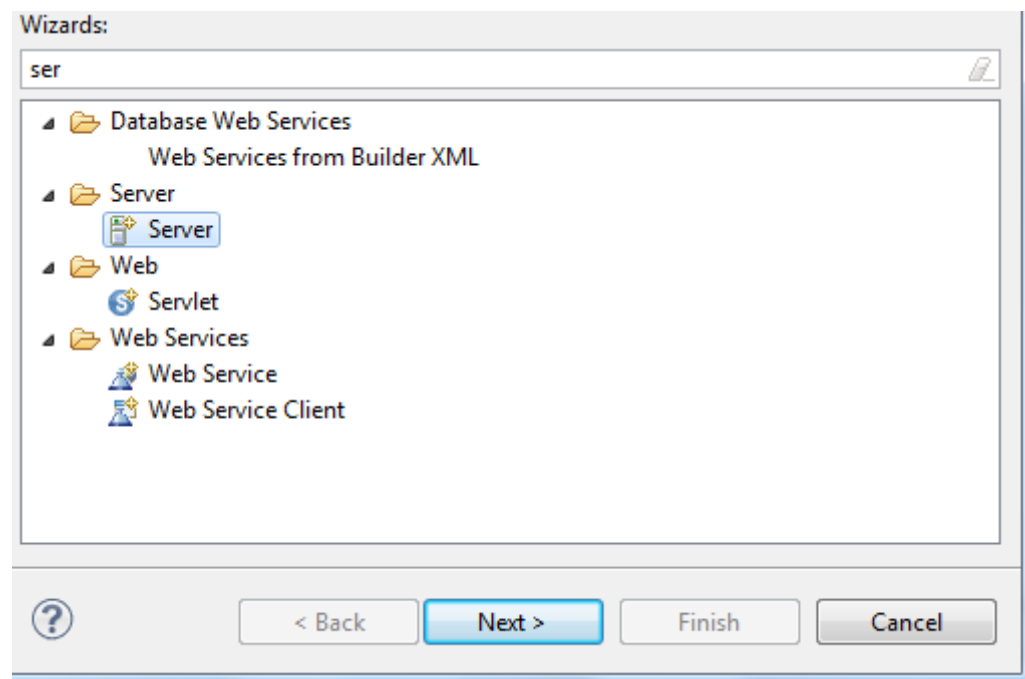 Wizards:
ser
Database Web Services
Web Services from Builder XML
Server
Server
Web
Servlet
Web Services
Web Service
Web Service Client
? < Back Next > Finish Cancel